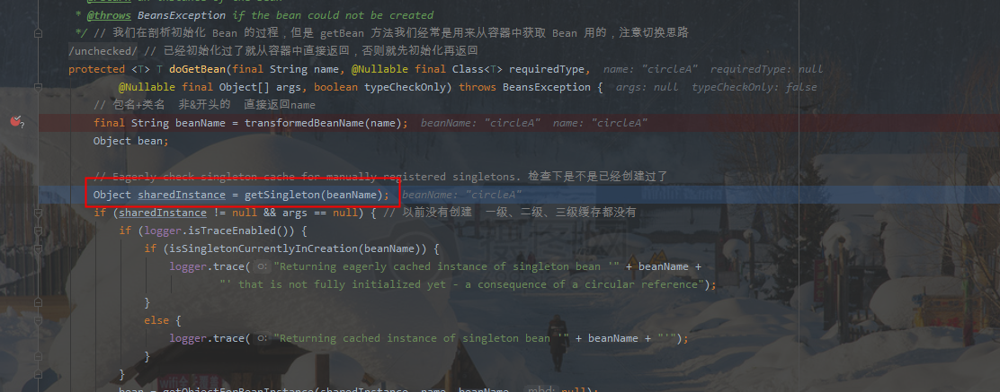 * @throws BeansException if the bean could not be created
*/ // 我们在剖析初始化 Bean 的过程，但是 getBean 方法我们经常是用来从容器中获取 Bean 用的，注意切换思路
/unchecked/ // 已经初始化过了就从容器中直接返回，否则就先初始化再返回
protected <T> T doGetBean(final String name, @Nullable final Class<T> requiredType, name: "circleA" requiredType: null
@Nullable final Object[] args, boolean typeCheckOnly) throws BeansException { args: null typeCheckOnly: false
// 包名+类名 非&开头的 直接返回name
final String beanName = transformedBeanName(name); beanName: "circleA" name: "circleA"
Object bean;
// Eagerly check singleton cache for manually registered singletons. 检查下是不是已经创建过了
Object sharedInstance = getSingleton(beanName); beanName: "circleA"
if (sharedInstance != null && args == null) { // 以前没有创建 一级、二级、三级缓存都没有
if (logger.isTraceEnabled()) {
if (isSingletonCurrentlyInCreation(beanName)) {
logger.trace( o: "Returning eagerly cached instance of singleton bean '" + beanName +
"' that is not fully initialized yet - a consequence of a circular reference");
}
else {
logger.trace( o: "Returning cached instance of singleton bean '" + beanName + "'");
}
}